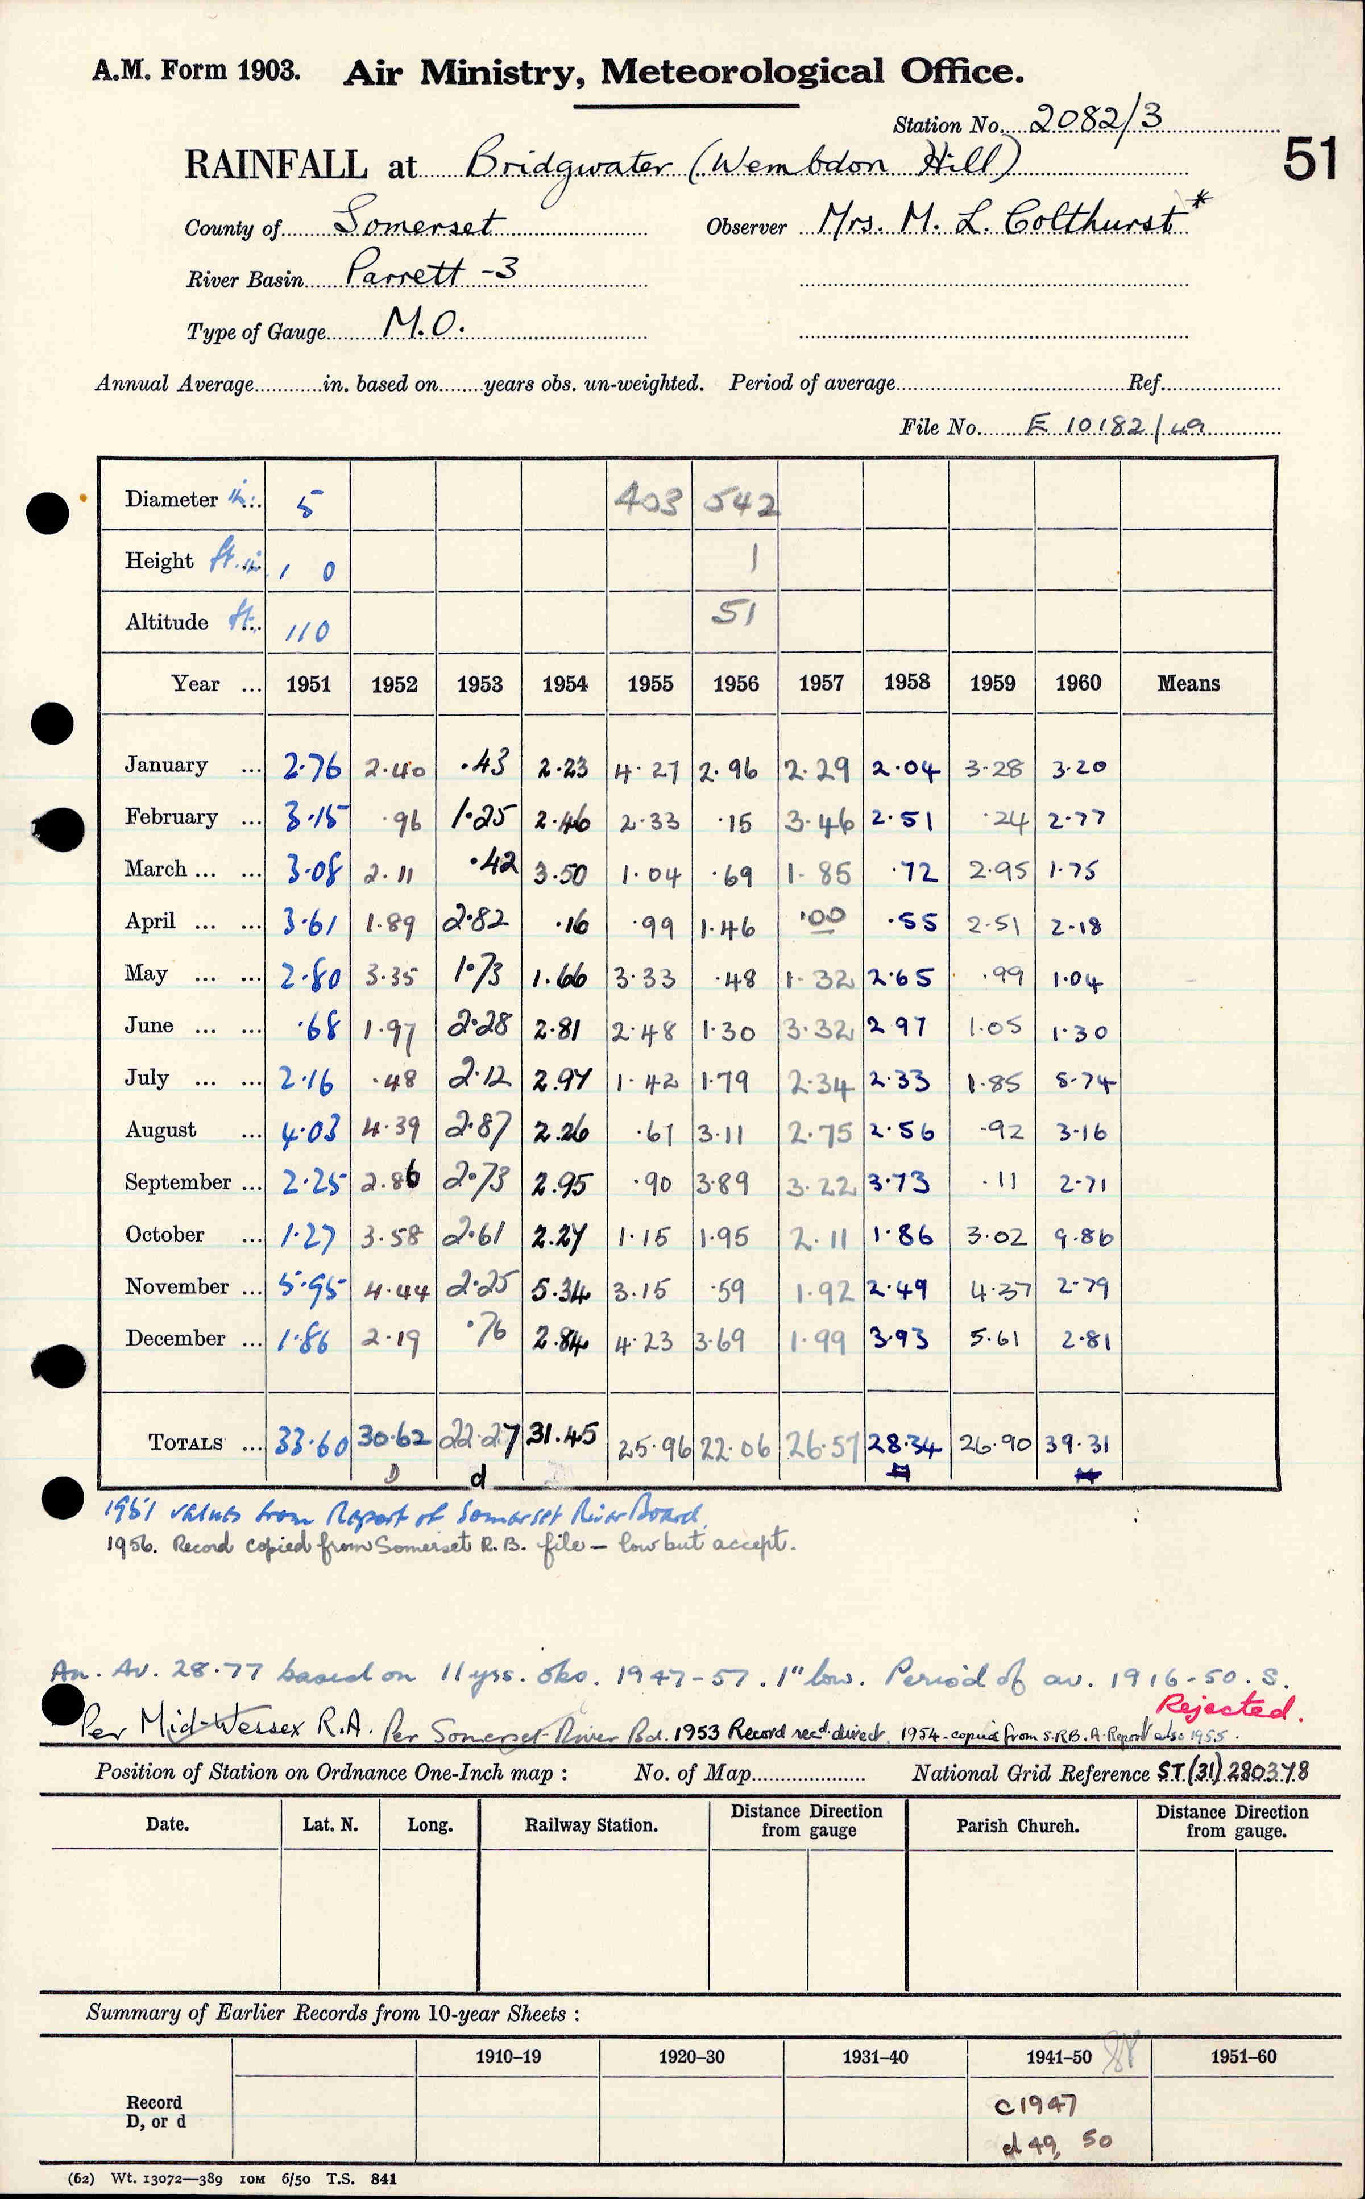 A.M. Form 1903. Air Ministry, Meteorological Office.
Station No. 2082/3
51
RAINFALL at Bridgwater (Wembdon Hill)
County of Somerset Observer Mrs. M. L. Colthurst*
River Basin Parrett -3
Type of Gauge M.O.
Annual Average in. based on years obs. un-weighted. Period of average Ref.
File No. E 10182/49
Diameter in. 5 403 542
Height ft. in. 1 0 1
Altitude ft. 110 51
Year ... 1951 1952 1953 1954 1955 1956 1957 1958 1959 1960 Means
January ... 2.76 2.40 .43 2.23 4.27 2.96 2.29 2.04 3.28 3.20
February ... 3.15 .96 1.25 2.46 2.33 .15 3.46 2.51 .24 2.77
March ... ... 3.08 2.11 .42 3.50 1.04 .69 1.85 .72 2.95 1.75
April ... ... 3.61 1.89 2.82 .16 .99 1.46 .00 .55 2.51 2.18
May ... ... 2.80 3.35 1.73 1.66 3.33 .48 1.32 2.65 .99 1.04
June ... ... .68 1.97 2.28 2.81 2.48 1.30 3.32 2.97 1.05 1.30
July ... ... 2.16 .48 2.12 2.97 1.42 1.79 2.34 2.33 1.85 5.74
August ... 4.03 4.39 2.87 2.26 .67 3.11 2.75 2.56 .92 3.16
September ... 2.25 2.86 2.73 2.95 .90 3.89 3.22 3.73 .11 2.71
October ... 1.27 3.58 2.61 2.27 1.15 1.95 2.11 1.86 3.02 9.86
November ... 5.95 4.44 2.25 5.34 3.15 .59 1.92 2.49 4.37 2.79
December ... 1.86 2.19 .76 2.84 4.23 3.69 1.99 3.93 5.61 2.81
TOTALS ... 33.60 30.62 22.27 31.45 25.96 22.06 26.57 28.34 26.90 39.31
D d
1951 values from Report of Somerset River Board.
1956. Record copied from Somerset R.B. file - low but accept.
An. Av. 28.77 based on 11 yrs. obs. 1947-57. 1" low. Period of av. 1916-50. S.
Rejected.
Per Mid-Wessex R.A. Per Somerset River Bd. 1953 Record recd. direct. 1954 - copied from S.R.B. A. Report also 1955.
Position of Station on Ordnance One-Inch map : No. of Map National Grid Reference ST (31) 280378
Date. Lat. N. Long. Railway Station. Distance Direction from gauge Parish Church. Distance Direction from gauge.
Summary of Earlier Records from 10-year Sheets :
1910–19 1920–30 1931–40 1941–50 1951–60
Record
D, or d
c1947
d 49, 50
(62) Wt. 13072—389 10M 6/50 T.S. 841